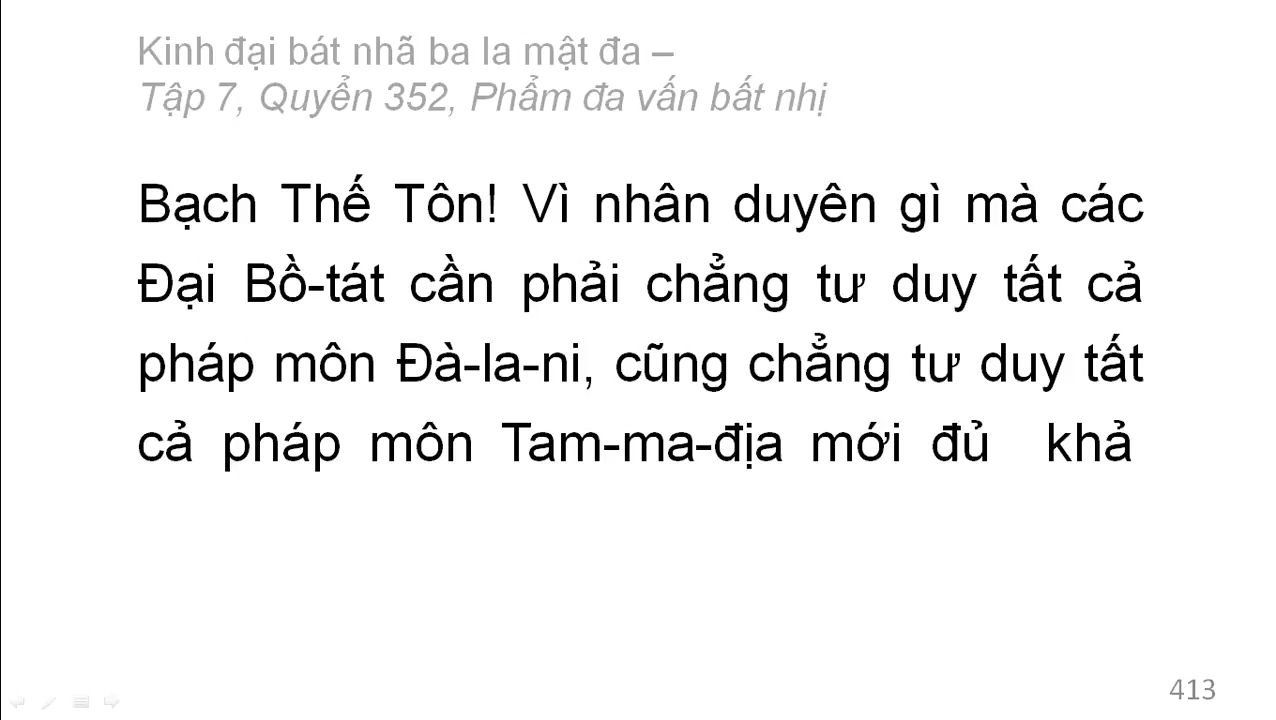 Kinh đại bát nhã ba la mật đa –
Tập 7, Quyển 352, Phẩm đa vấn bất nhị
Bạch Thế Tôn! Vì nhân duyên gì mà các
Đại Bồ-tát cần phải chẳng tư duy tất cả
pháp môn Đà-la-ni, cũng chẳng tư duy tất
cả pháp môn Tam-ma-địa mới đủ khả
413